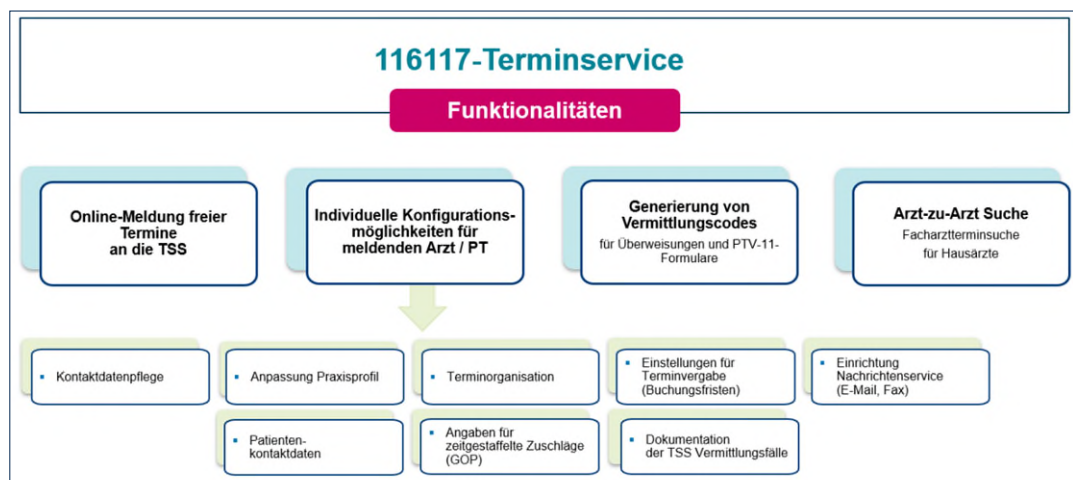 116117-Terminservice
Funktionalitäten
Online-Meldung freier
Termine
an die TSS
Individuelle Konfigurations-
möglichkeiten für
meldenden Arzt / PT
Generierung von
Vermittlungscodes
für Überweisungen und PTV-11-
Formulare
Arzt-zu-Arzt Suche
Facharztterminsuche
für Hausärzte
Kontaktdatenpflege
Anpassung Praxisprofil
Terminorganisation
Einstellungen für
Terminvergabe
(Buchungsfristen)
Einrichtung
Nachrichtenservice
(E-Mail, Fax)
Patienten-
kontaktdaten
Angaben für
zeitgestaffelte Zuschläge
(GOP)
Dokumentation
der TSS Vermittlungsfälle